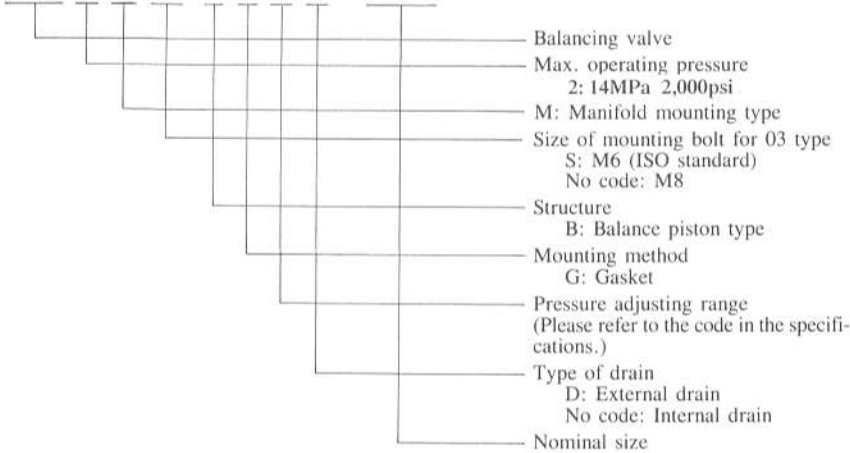 Balancing valve
Max. operating pressure
2: 14MPa 2,000psi
M: Manifold mounting type
Size of mounting bolt for 03 type
S: M6 (ISO standard)
No code: M8
Structure
B: Balance piston type
Mounting method
G: Gasket
Pressure adjusting range
(Please refer to the code in the specifi-
cations.)
Type of drain
D: External drain
No code: Internal drain
Nominal size